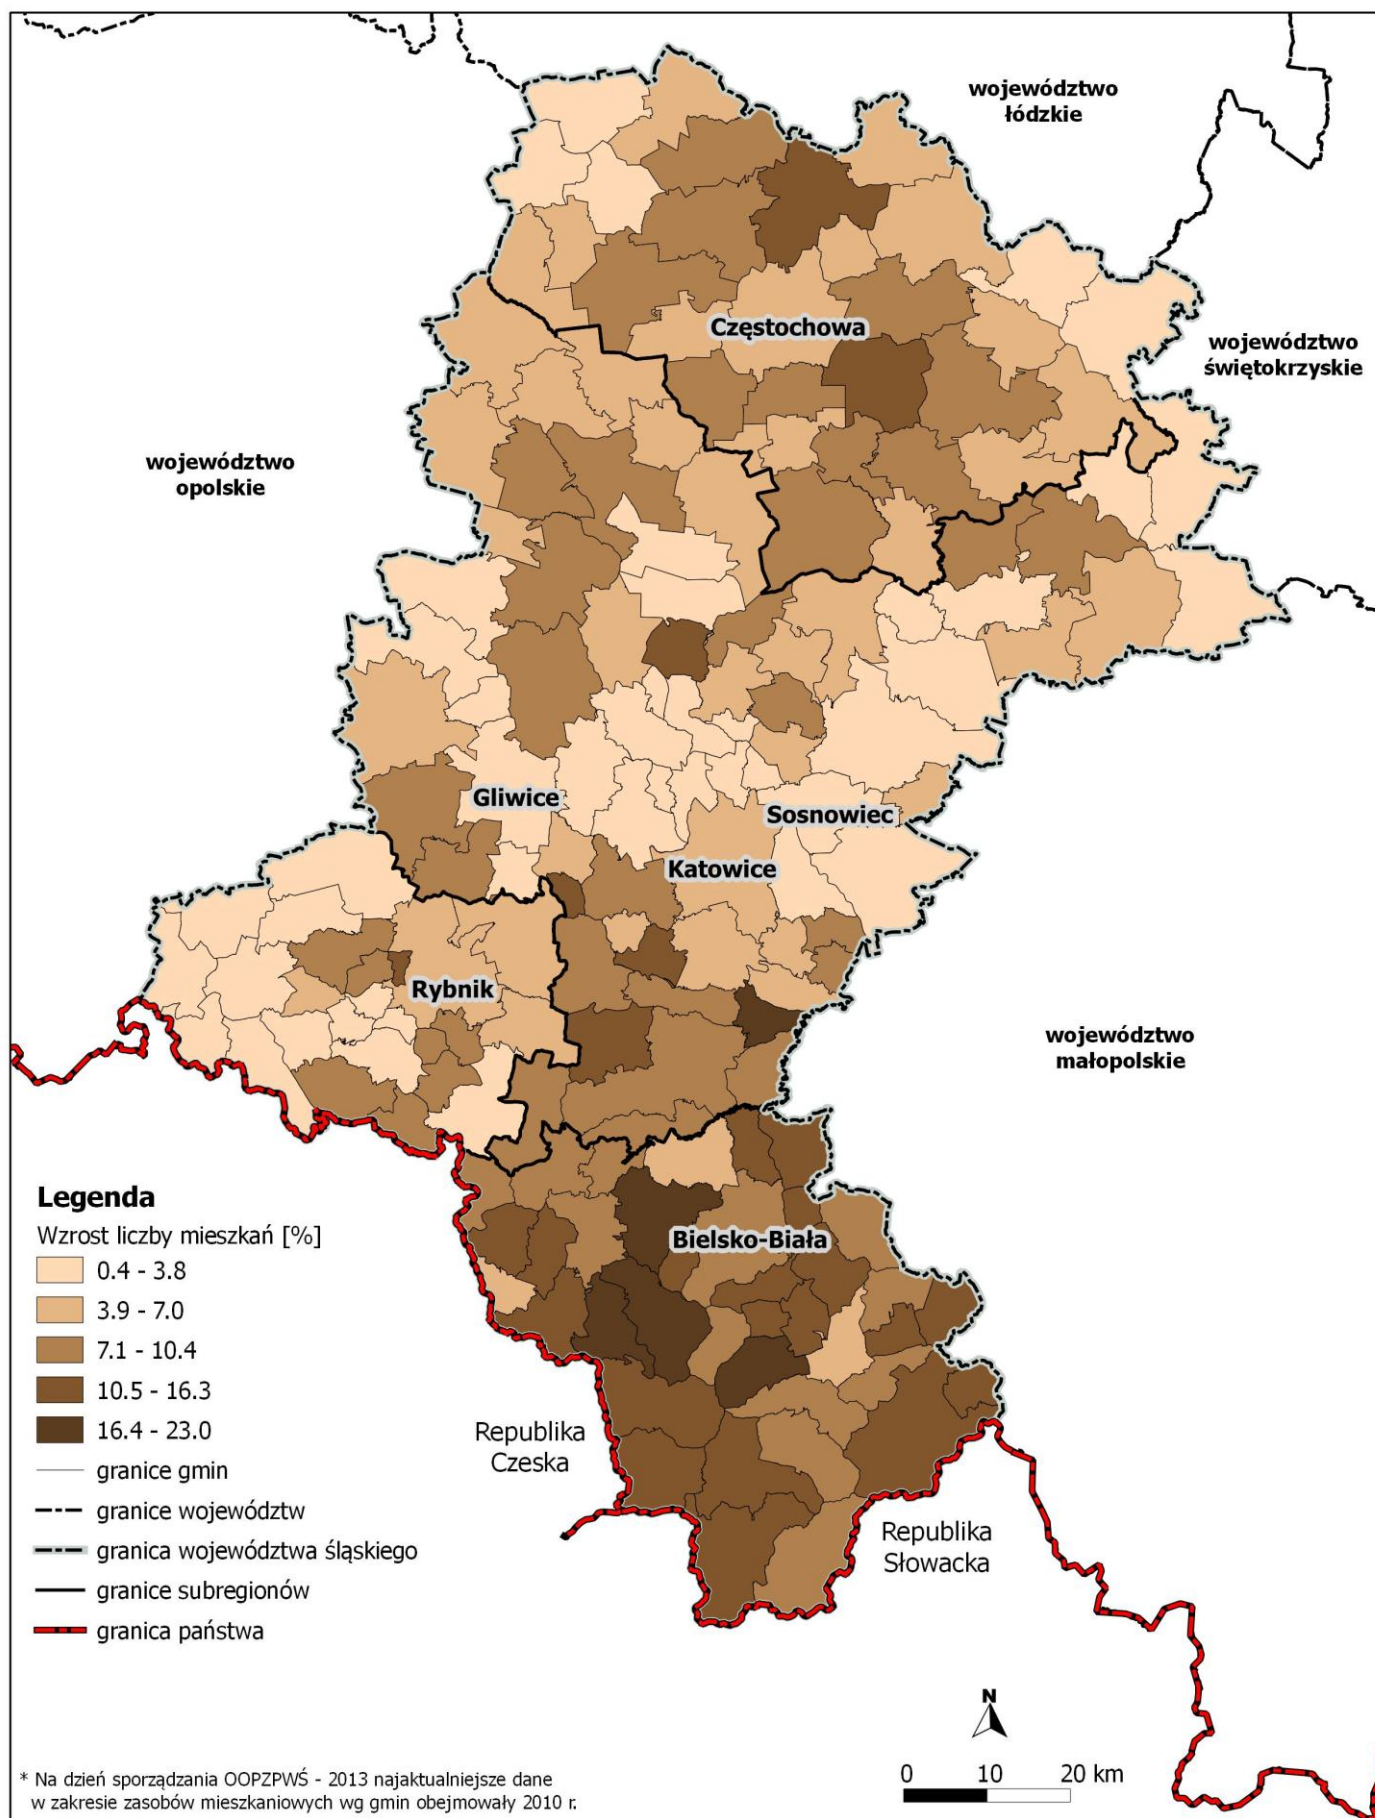 województwo
łódzkie
Częstochowa
województwo
świętokrzyskie
województwo
opolskie
Gliwice
Sosnowiec
Katowice
Rybnik
województwo
małopolskie
Legenda
Wzrost liczby mieszkań [%]
0.4 - 3.8
3.9 - 7.0
7.1 - 10.4
10.5 - 16.3
16.4 - 23.0
granice gmin
granice województw
granica województwa śląskiego
granice subregionów
granica państwa
Bielsko-Biała
Republika
Czeska
Republika
Słowacka
N
0 10 20 km
* Na dzień sporządzania OOPZPWŚ - 2013 najaktualniejsze dane
w zakresie zasobów mieszkaniowych wg gmin obejmowały 2010 r.